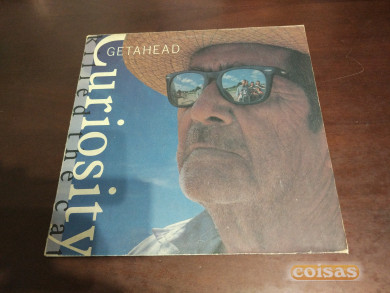 GETAHEAD
Curiosity
killed the cat
coisas